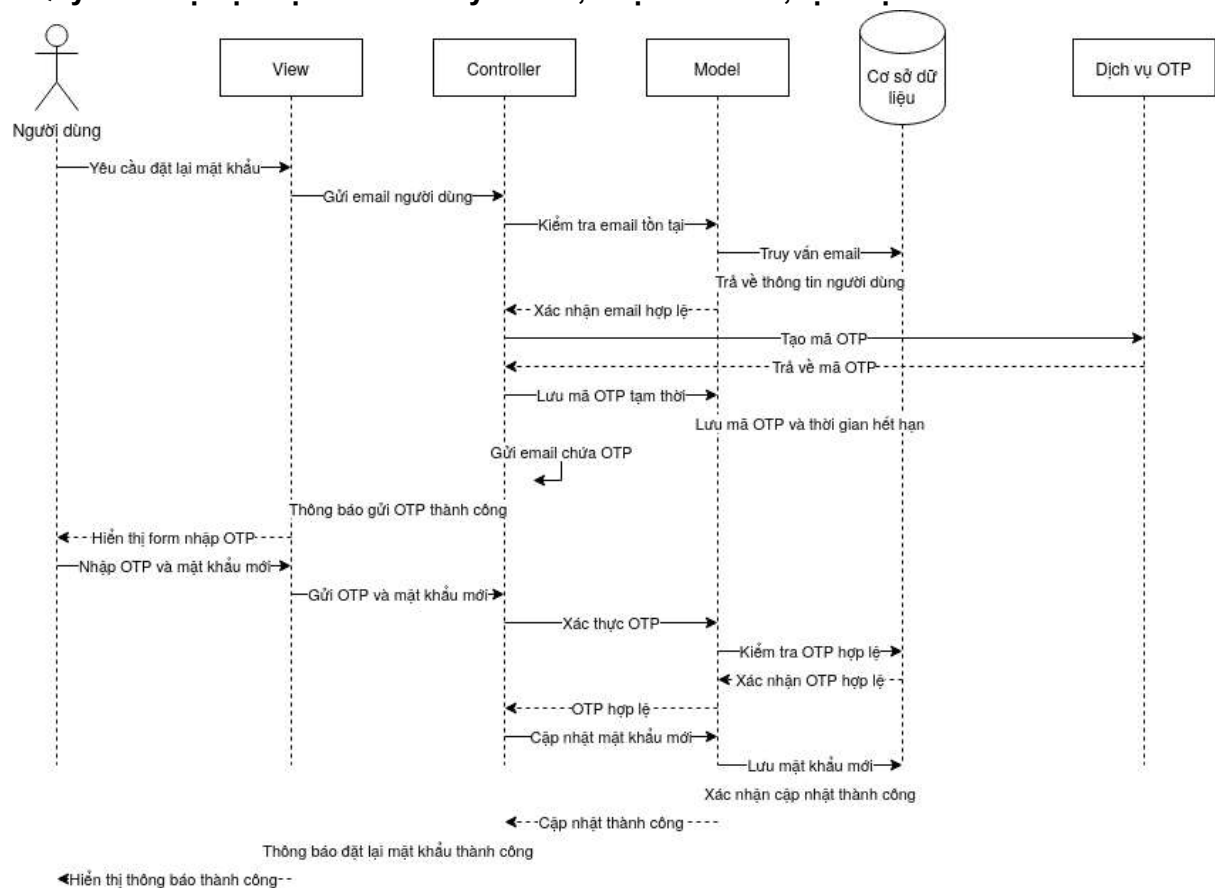 View
Controller
Model
Cơ sở dữ
liệu
Dịch vụ OTP
Người dùng
Yêu cầu đặt lại mật khẩu
Gửi email người dùng
Kiểm tra email tồn tại
Truy vấn email
Trả về thông tin người dùng
Xác nhận email hợp lệ
Tạo mã OTP
Trả về mã OTP
Lưu mã OTP tạm thời
Lưu mã OTP và thời gian hết hạn
Gửi email chứa OTP
Thông báo gửi OTP thành công
Hiển thị form nhập OTP
Nhập OTP và mật khẩu mới
Gửi OTP và mật khẩu mới
Xác thực OTP
Kiểm tra OTP hợp lệ
Xác nhận OTP hợp lệ
OTP hợp lệ
Cập nhật mật khẩu mới
Lưu mật khẩu mới
Xác nhận cập nhật thành công
Cập nhật thành công
Thông báo đặt lại mật khẩu thành công
Hiển thị thông báo thành công